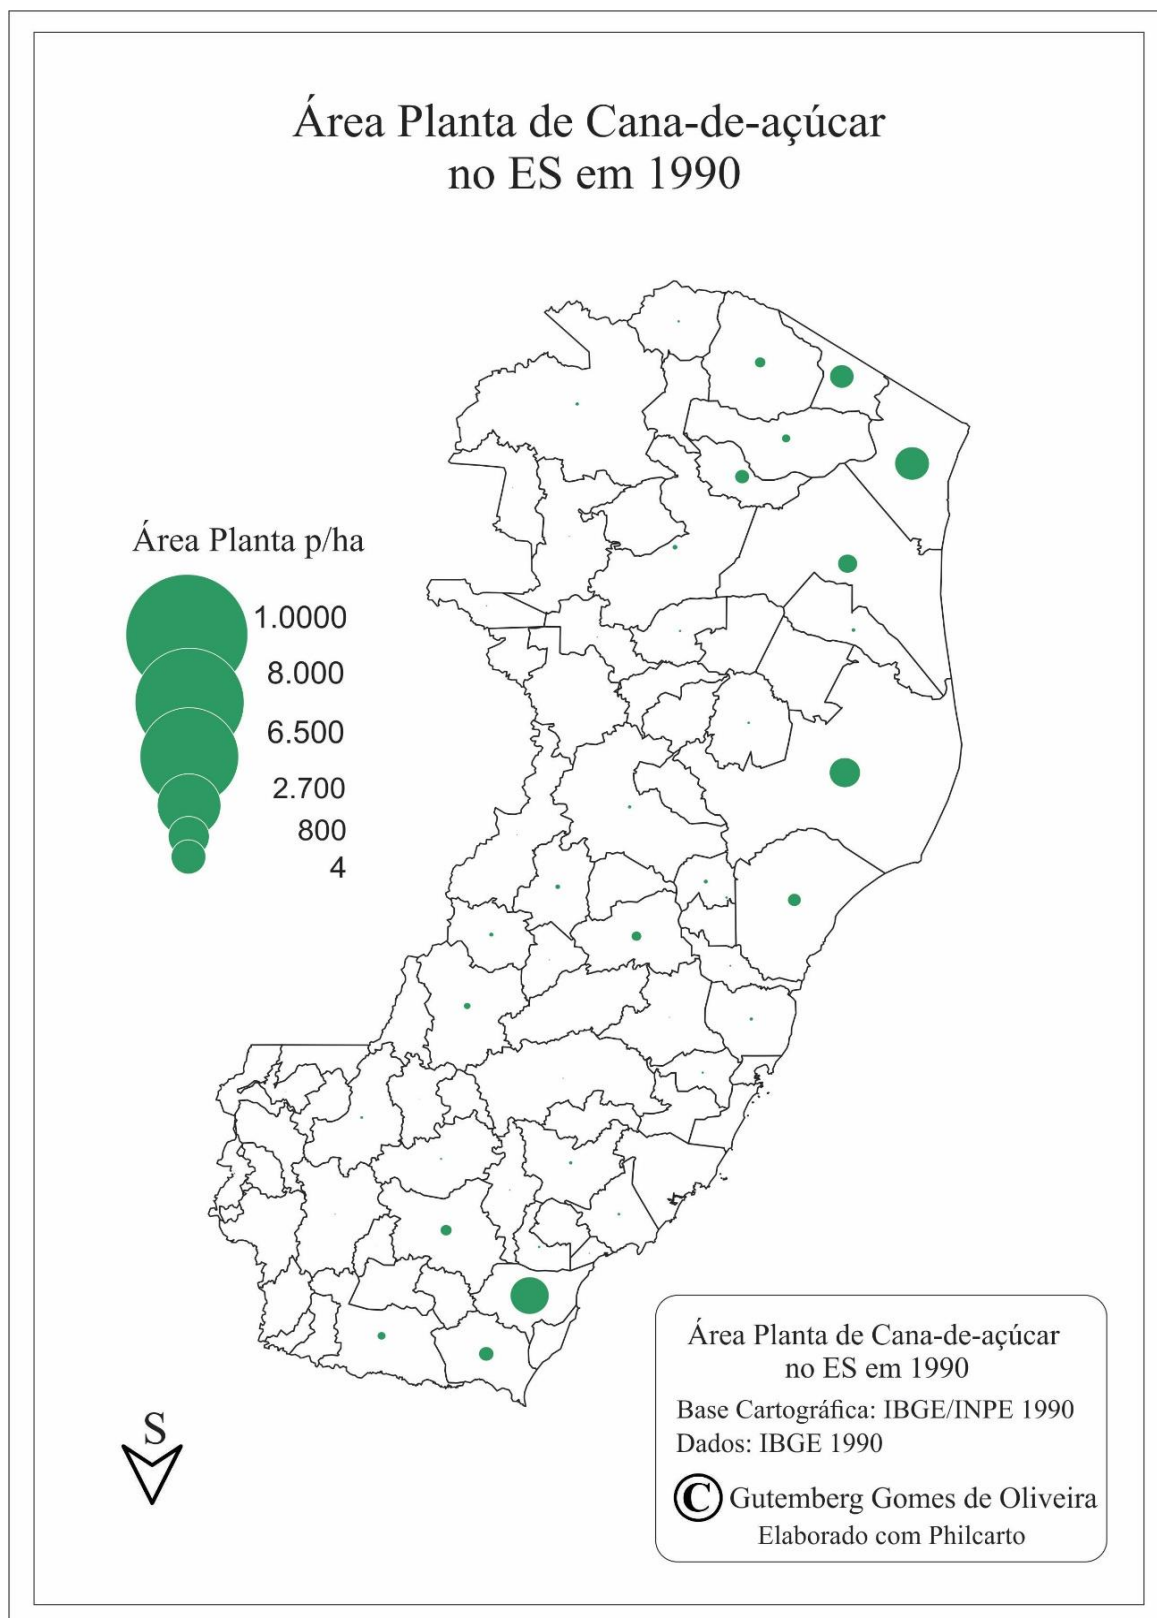 Área Planta de Cana-de-açúcar
no ES em 1990
Área Planta p/ha
1.0000
8.000
6.500
2.700
800
4
S
Área Planta de Cana-de-açúcar
no ES em 1990
Base Cartográfica: IBGE/INPE 1990
Dados: IBGE 1990
© Gutemberg Gomes de Oliveira
Elaborado com Philcarto